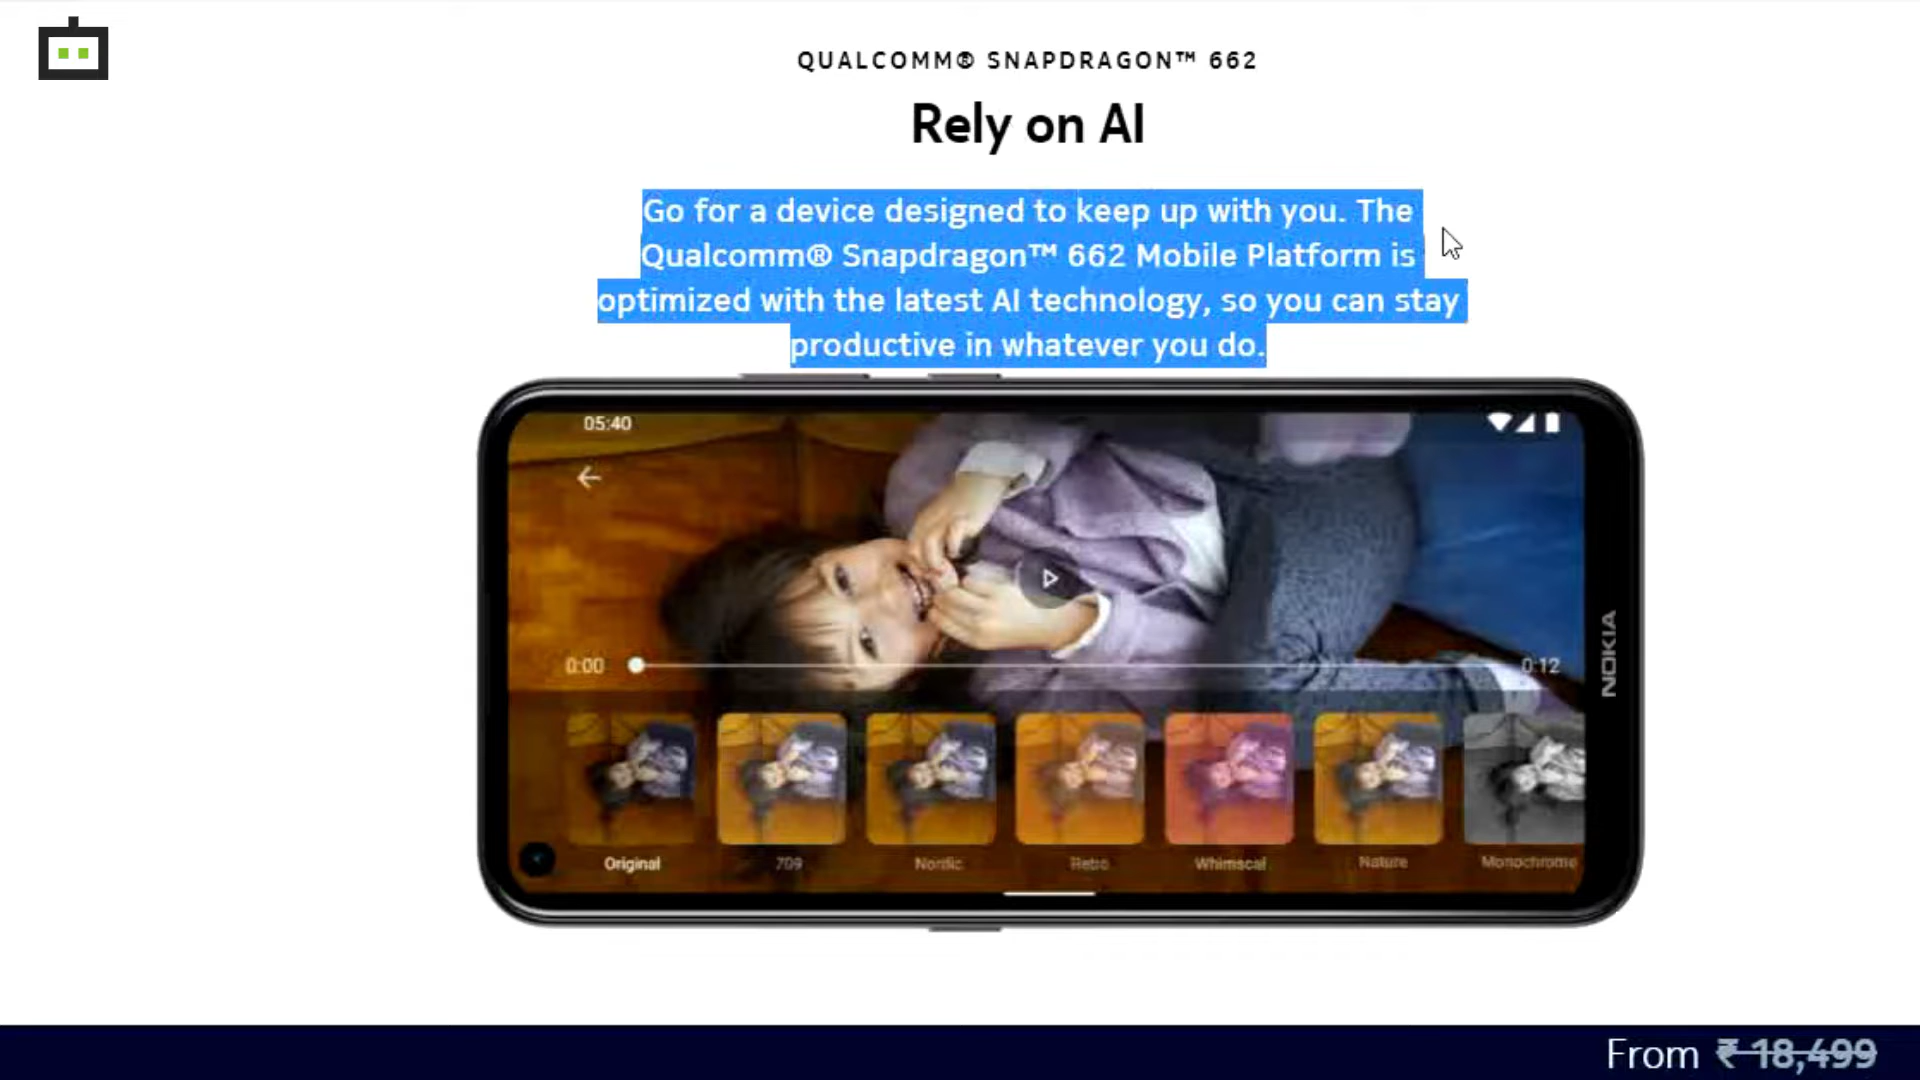 QUALCOMM® SNAPDRAGON™ 662
Rely on AI
Go for a device designed to keep up with you. The
Qualcomm® Snapdragon™ 662 Mobile Platform is
optimized with the latest AI technology, so you can stay
productive in whatever you do.
05:40
0:00
0:12
NOKIA
Original
709
Nordic
Retro
Whimscal
Nature
Monochrome
From ₹ 18,499